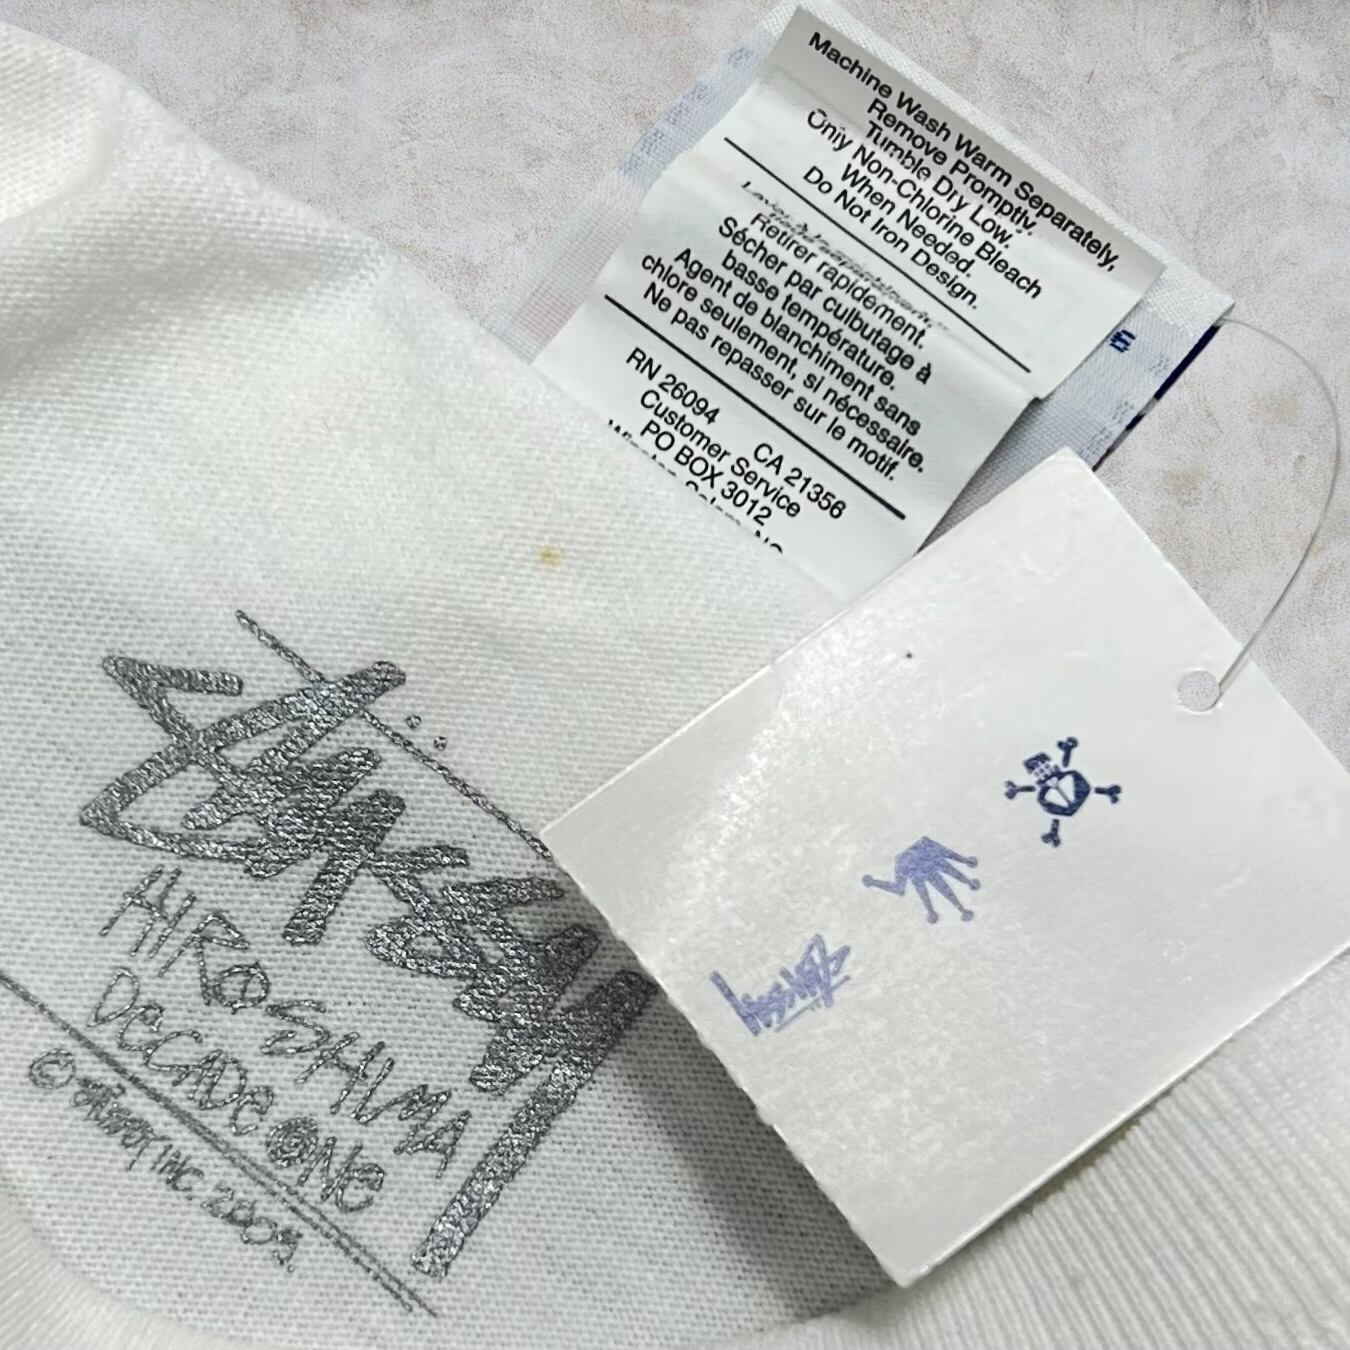 Machine Wash Warm Separately,
Remove Promptly.
Tumble Dry Low.
Only Non-Chlorine Bleach
When Needed.
Do Not Iron Design.
Retirer rapidement.
Sécher par culbutage à
basse température.
Agent de blanchiment sans
chlore seulement, si nécessaire.
Ne pas repasser sur le motif.
RN 26094 CA 21356
Customer Service
PO BOX 3012
Stüssy
HIROSHIMA
DeCADe ONe
© STÜSSY, INC. 2009.